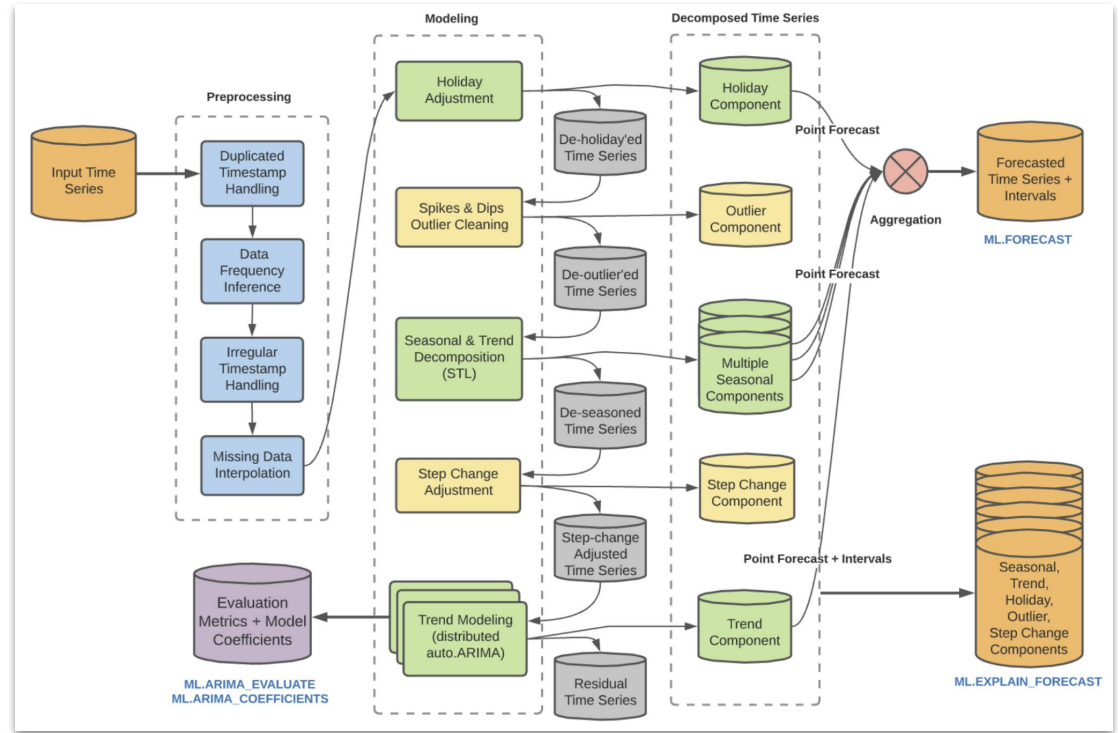 Modeling
Decomposed Time Series
Preprocessing
Input Time
Series
Duplicated
Timestamp
Handling
Data
Frequency
Inference
Irregular
Timestamp
Handling
Missing Data
Interpolation
Holiday
Adjustment
De-holiday'ed
Time Series
Spikes & Dips
Outlier Cleaning
De-outlier'ed
Time Series
Seasonal & Trend
Decomposition
(STL)
De-seasoned
Time Series
Step Change
Adjustment
Step-change
Adjusted
Time Series
Trend Modeling
(distributed
auto.ARIMA)
Residual
Time Series
Holiday
Component
Point Forecast
Outlier
Component
Point Forecast
Multiple
Seasonal
Components
Step Change
Component
Point Forecast + Intervals
Trend
Component
Aggregation
Forecasted
Time Series +
Intervals
ML.FORECAST
Evaluation
Metrics + Model
Coefficients
ML.ARIMA_EVALUATE
ML.ARIMA_COEFFICIENTS
Seasonal,
Trend,
Holiday,
Outlier,
Step Change
Components
ML.EXPLAIN_FORECAST